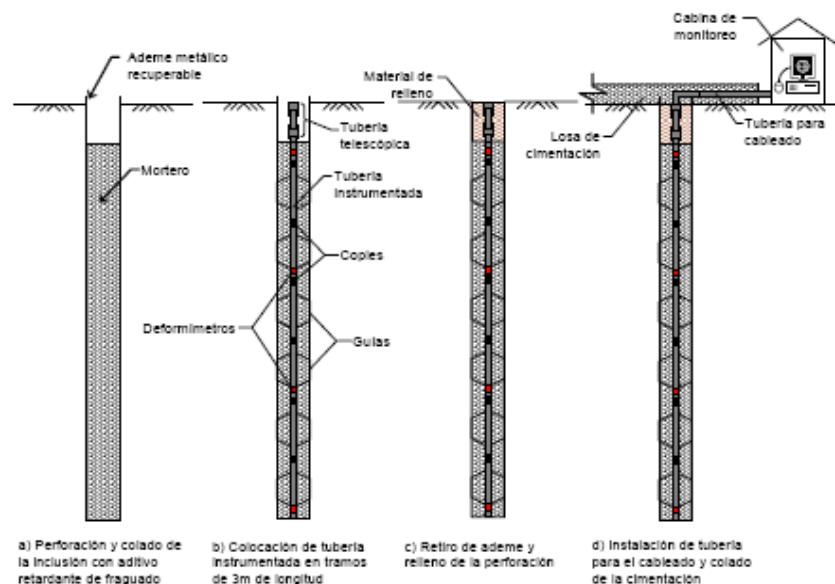 Ademe metálico
recuperable
Mortero
Tubería
telescópica
Tubería
instrumentada
Coples
Deformímetros
Guías
Material de
relleno
Cabina de
monitoreo
Losa de
cimentación
Tubería para
cableado
a) Perforación y colado de
la inclusión con aditivo
retardante de fraguado
b) Colocación de tubería
instrumentada en tramos
de 3m de longitud
c) Retiro de ademe y
relleno de la perforación
d) Instalación de tubería
para el cableado y colado
de la cimentación